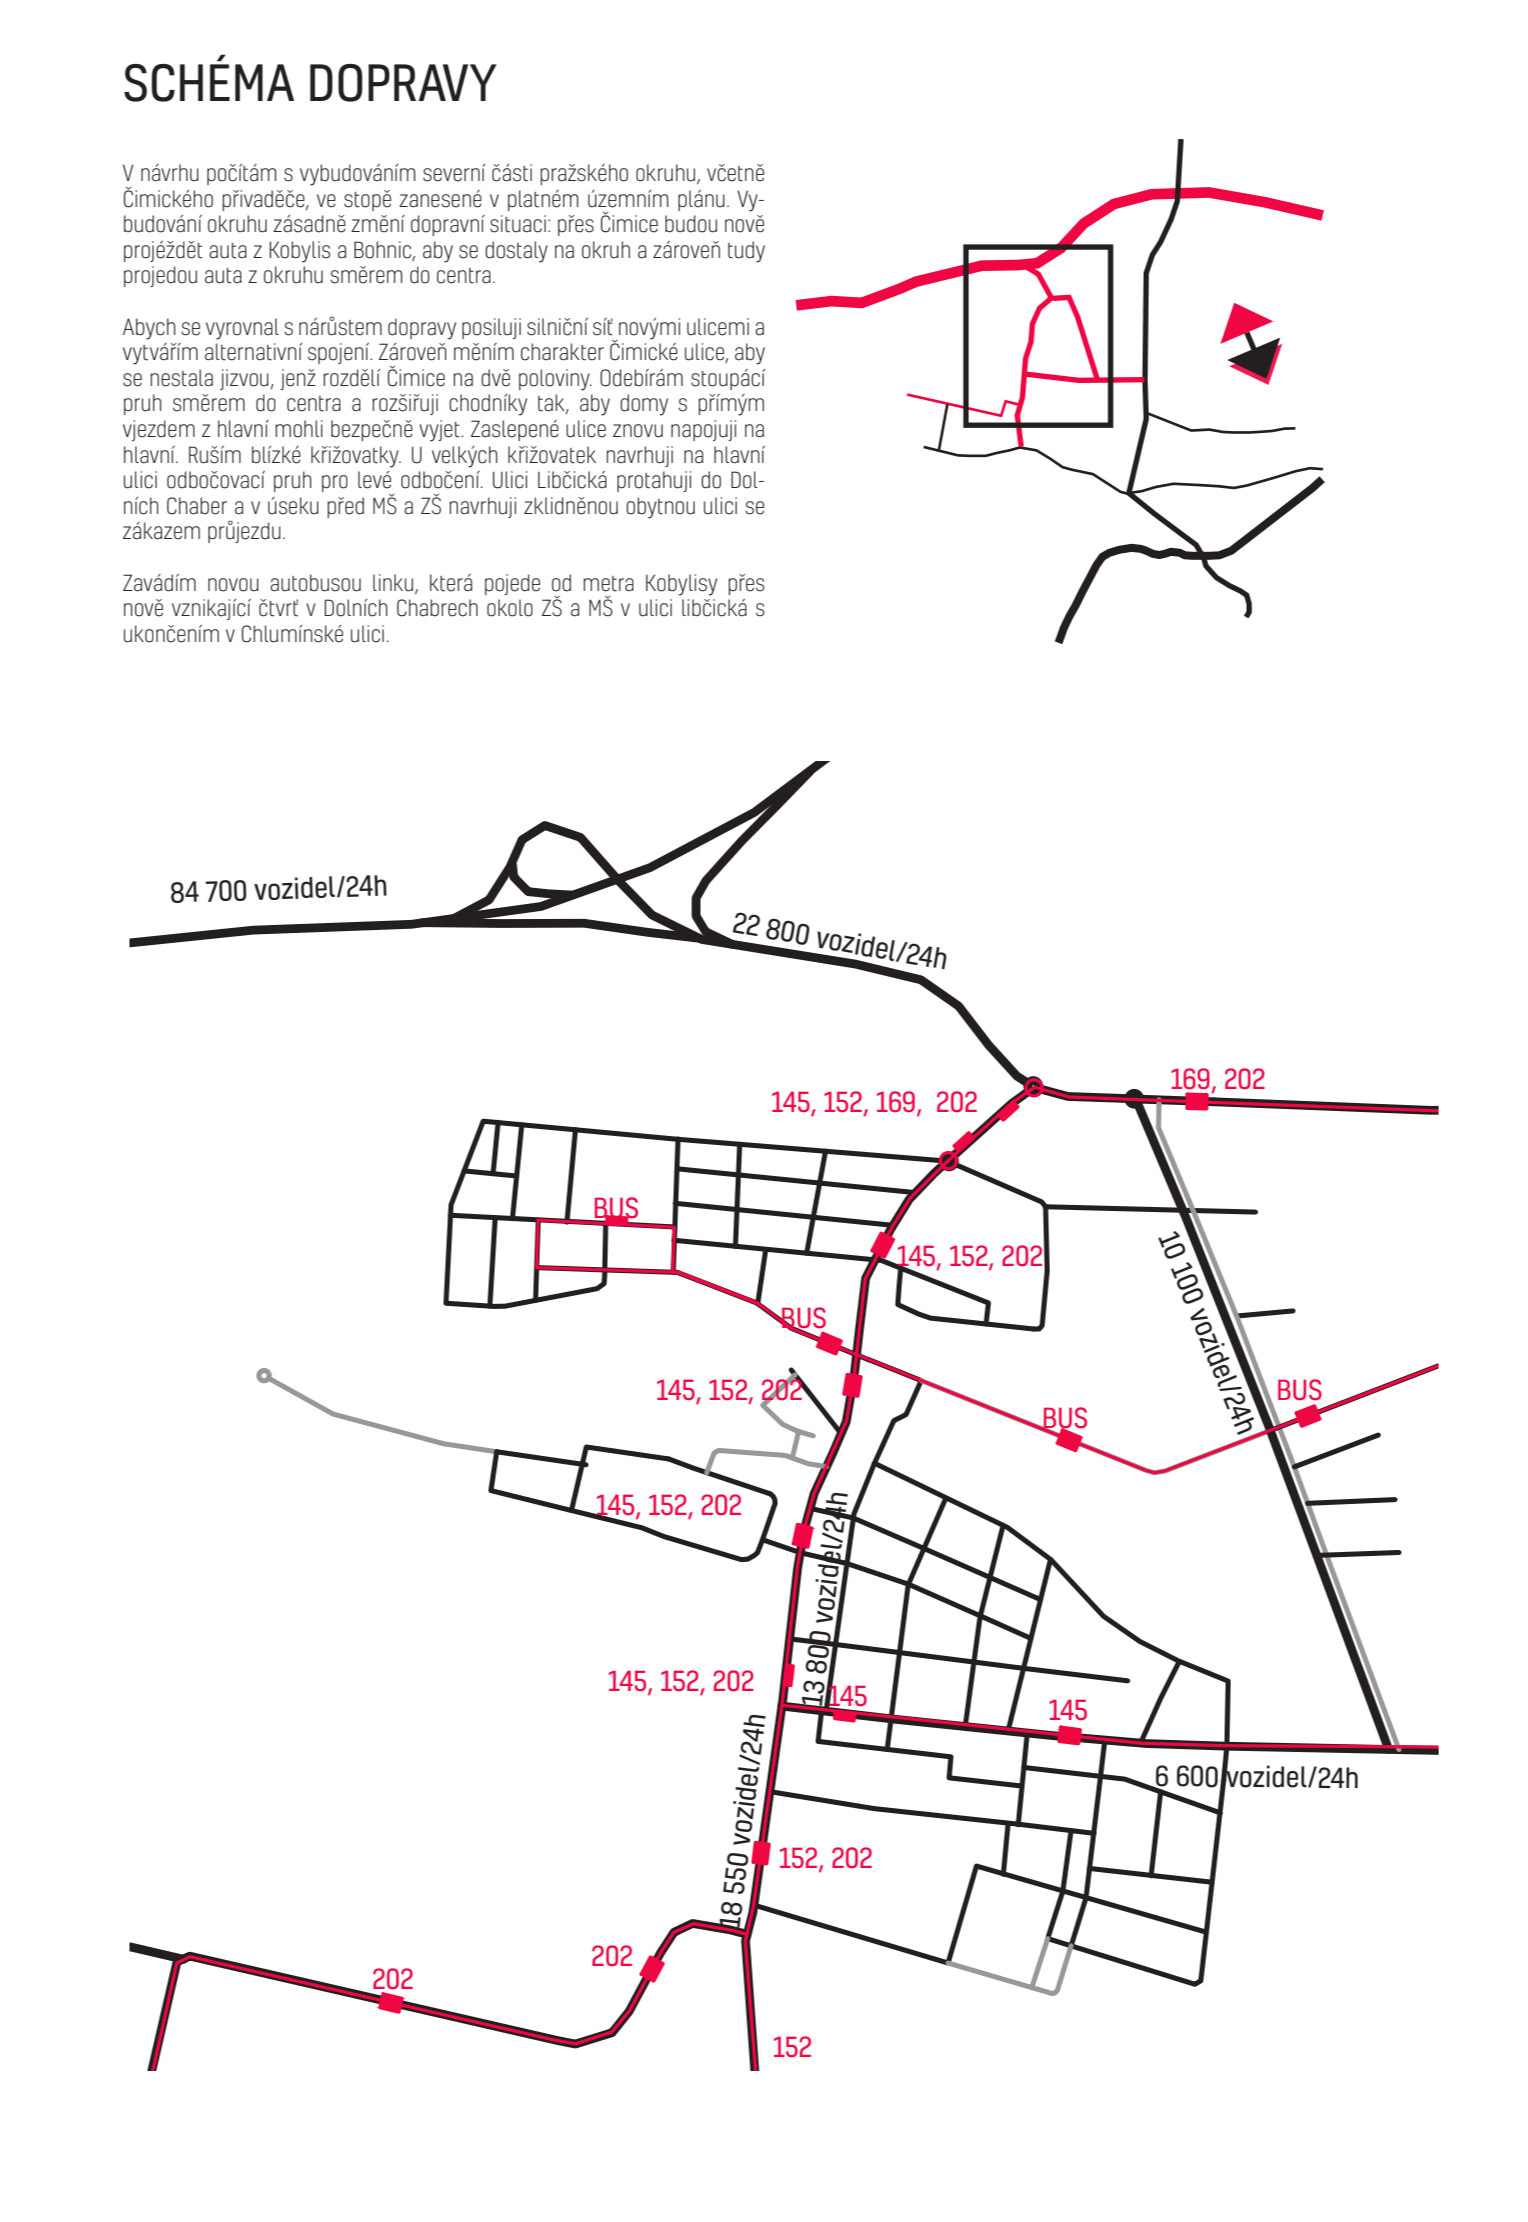 SCHÉMA DOPRAVY
V návrhu počítám s vybudováním severní části pražského okruhu, včetně
Čimického přivaděče, ve stopě zanesené v platném územním plánu. Vy-
budování okruhu zásadně změní dopravní situaci: přes Čimice budou nově
projéždět auta z Kobylis a Bohnic, aby se dostaly na okruh a zároveň tudy
projedou auta z okruhu směrem do centra.
Abych se vyrovnal s nárůstem dopravy posiluji silniční síť novými ulicemi a
vytvářím alternativní spojení. Zároveň měním charakter Čimické ulice, aby
se nestala jizvou, jenž rozdělí Čimice na dvě poloviny. Odebírám stoupácí
pruh směrem do centra a rozšiřuji chodníky tak, aby domy s přímým
vjezdem z hlavní mohli bezpečně vyjet. Zaslepené ulice znovu napojuji na
hlavní. Ruším blízké křižovatky. U velkých křižovatek navrhuji na hlavní
ulici odbočovací pruh pro levé odbočení. Ulici Libčická protahuji do Dol-
ních Chaber a v úseku před MŠ a ZŠ navrhuji zklidněnou obytnou ulici se
zákazem průjezdu.
Zavádím novou autobusou linku, která pojede od metra Kobylisy přes
nově vznikající čtvrť v Dolních Chabrech okolo ZŠ a MŠ v ulici libčická s
ukončením v Chlumínské ulici.
84 700 vozidel/24h
22 800 vozidel/24h
169, 202
145, 152, 169, 202
BUS
145, 152, 202
10 100 vozidel/24h
BUS
145, 152, 202
BUS
BUS
145, 152, 202
13 800 vozidel/24h
145, 152, 202
145
145
18 550 vozidel/24h
6 600 vozidel/24h
152, 202
202
202
152